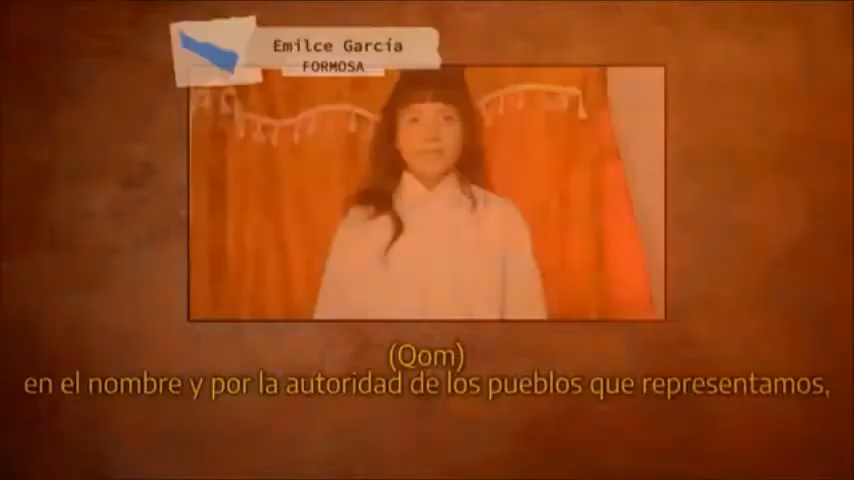 Emilce García
FORMOSA
(Qom)
en el nombre y por la autoridad de los pueblos que representamos,